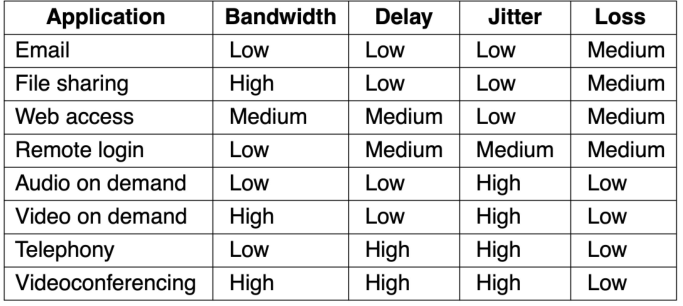 Application Bandwidth Delay Jitter Loss
Email Low Low Low Medium
File sharing High Low Low Medium
Web access Medium Medium Low Medium
Remote login Low Medium Medium Medium
Audio on demand Low Low High Low
Video on demand High Low High Low
Telephony Low High High Low
Videoconferencing High High High Low